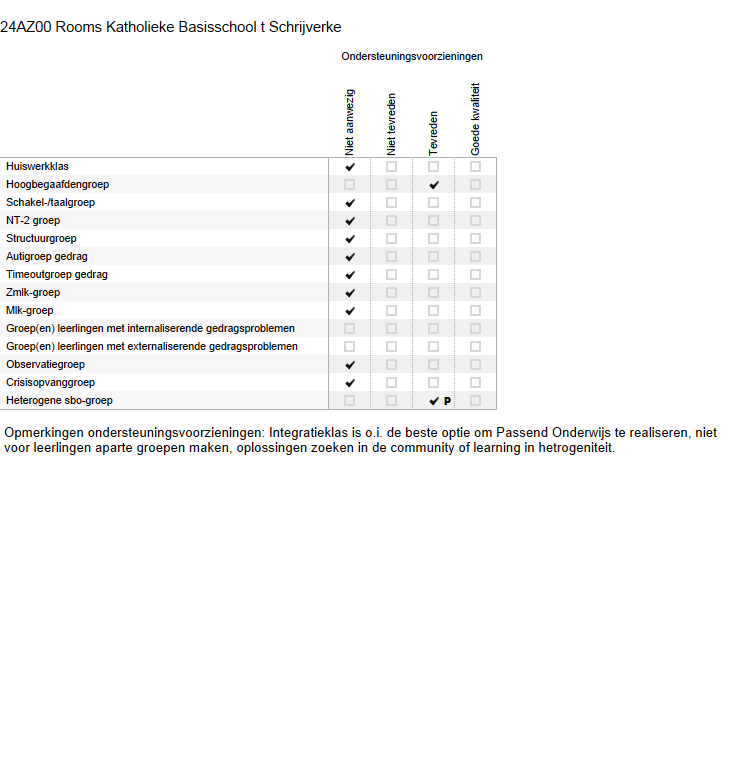 24AZ00 Rooms Katholieke Basisschool t Schrijverke
Ondersteuningsvoorzieningen
Niet aanwezig
Niet tevreden
Tevreden
Goede kwaliteit
Huiswerkklas
Hoogbegaafdengroep
Schakel-/taalgroep
NT-2 groep
Structuurgroep
Autigroep gedrag
Timeoutgroep gedrag
Zmlk-groep
Mlk-groep
Groep(en) leerlingen met internaliserende gedragsproblemen
Groep(en) leerlingen met externaliserende gedragsproblemen
Observatiegroep
Crisisopvanggroep
Heterogene sbo-groep P
Opmerkingen ondersteuningsvoorzieningen: Integratieklas is o.i. de beste optie om Passend Onderwijs te realiseren, niet
voor leerlingen aparte groepen maken, oplossingen zoeken in de community of learning in hetrogeniteit.